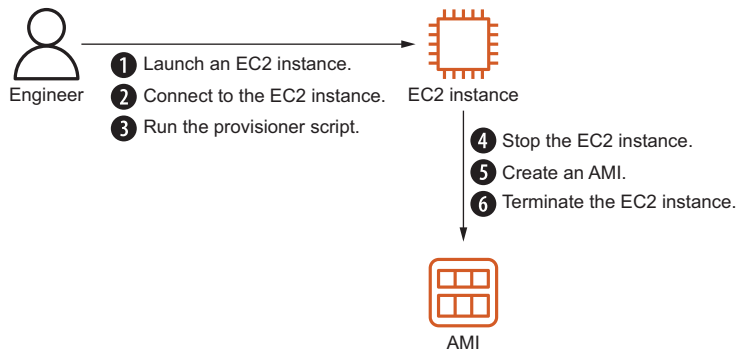 1 Launch an EC2 instance.
Engineer
2 Connect to the EC2 instance.
EC2 instance
3 Run the provisioner script.
4 Stop the EC2 instance.
5 Create an AMI.
6 Terminate the EC2 instance.
AMI